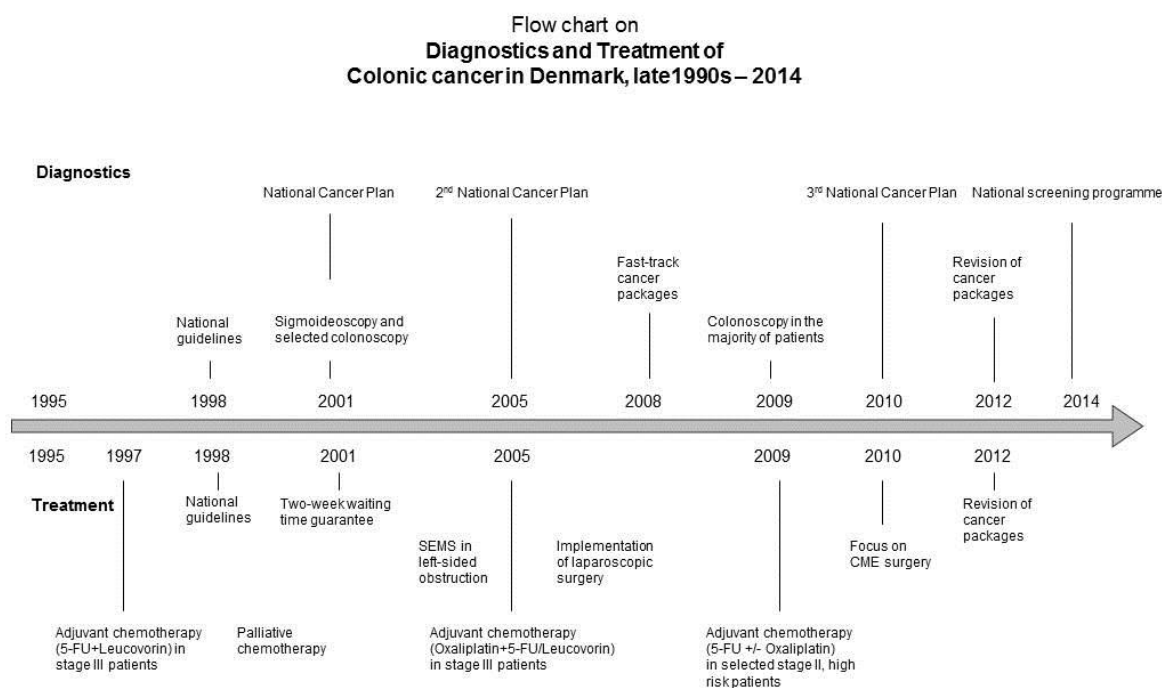 Flow chart on
Diagnostics and Treatment of
Colonic cancer in Denmark, late1990s – 2014
Diagnostics
National Cancer Plan
2nd National Cancer Plan
3rd National Cancer Plan
National screening programme
Fast-track
cancer
packages
Revision of
cancer
packages
National
guidelines
Sigmoideoscopy and
selected colonoscopy
Colonoscopy in the
majority of patients
1995 1998 2001 2005 2008 2009 2010 2012 2014
1995 1997 1998 2001 2005 2009 2010 2012
Treatment
National
guidelines
Two-week waiting
time guarantee
Revision of
cancer
packages
SEMS in
left-sided
obstruction
Implementation
of laparoscopic
surgery
Focus on
CME surgery
Adjuvant chemotherapy
(5-FU+Leucovorin) in
stage III patients
Palliative
chemotherapy
Adjuvant chemotherapy
(Oxaliplatin+5-FU/Leucovorin)
in stage III patients
Adjuvant chemotherapy
(5-FU +/- Oxaliplatin)
in selected stage II, high
risk patients